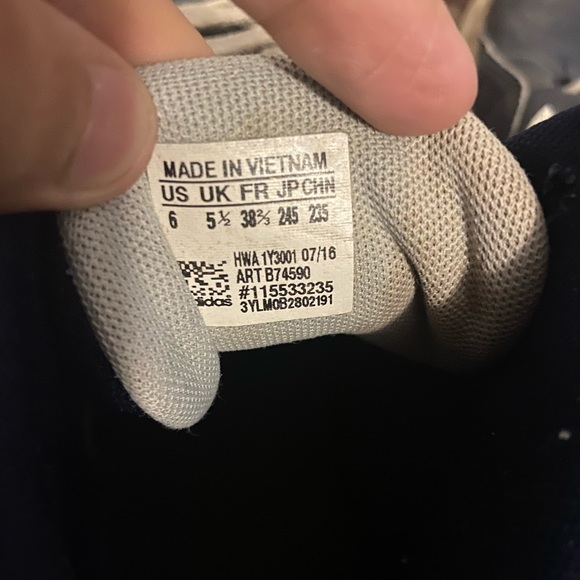 MADE IN VIETNAM
US UK FR JP CHN
6 5½ 38⅔ 245 235
HWA 1Y3001 07/16
ART B74590
#115533235
adidas 3YLM0B2802191